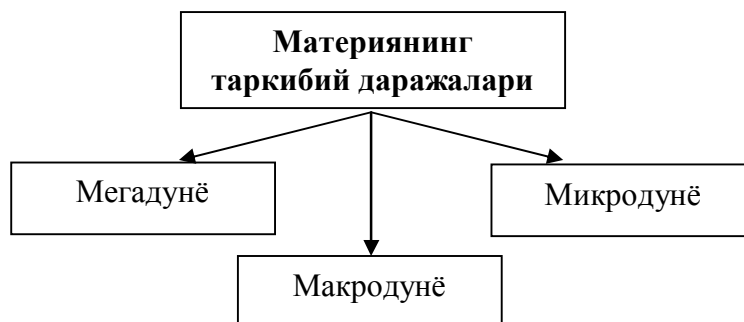 Материянинг
таркибий даражалари
Мегадунё
Микродунё
Макродунё